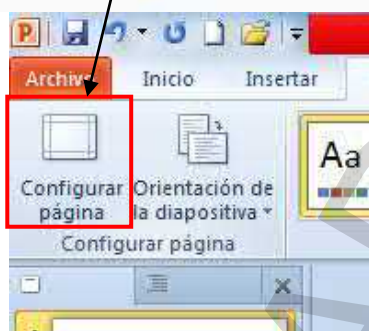 P
Archivo Inicio Insertar
Configurar página
Orientación de la diapositiva
Aa
Configurar página